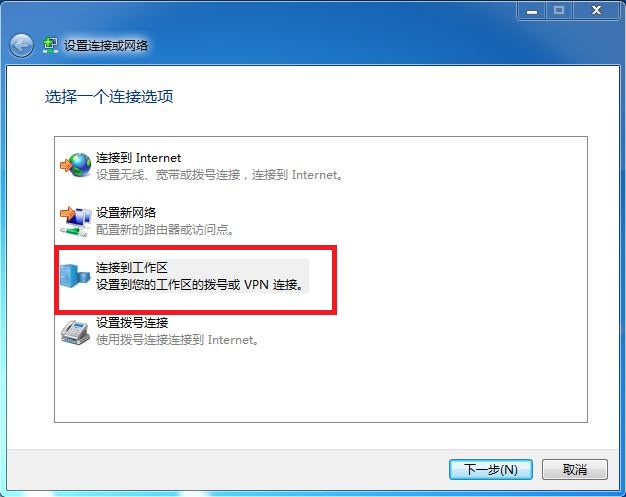 设置连接或网络
选择一个连接选项
连接到 Internet
设置无线、宽带或拨号连接，连接到 Internet。
设置新网络
配置新的路由器或访问点。
连接到工作区
设置到您的工作区的拨号或 VPN 连接。
设置拨号连接
使用拨号连接连接到 Internet。
下一步(N)
取消